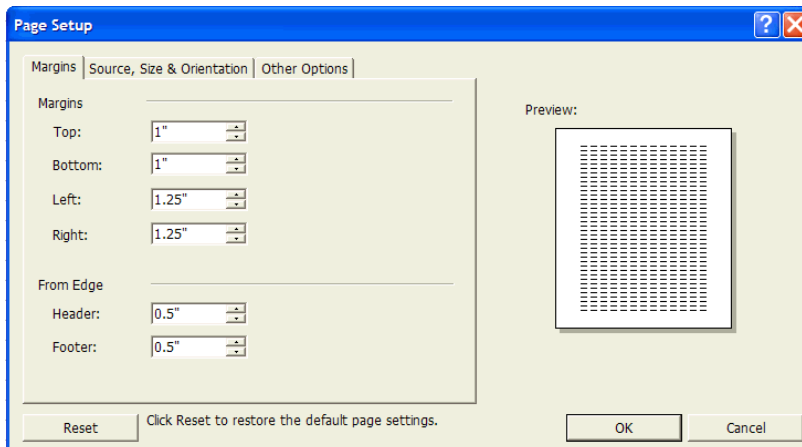 Page Setup
Margins Source, Size & Orientation Other Options
Margins
Top: 1"
Bottom: 1"
Left: 1.25"
Right: 1.25"
From Edge
Header: 0.5"
Footer: 0.5"
Preview:
Reset Click Reset to restore the default page settings.
OK Cancel